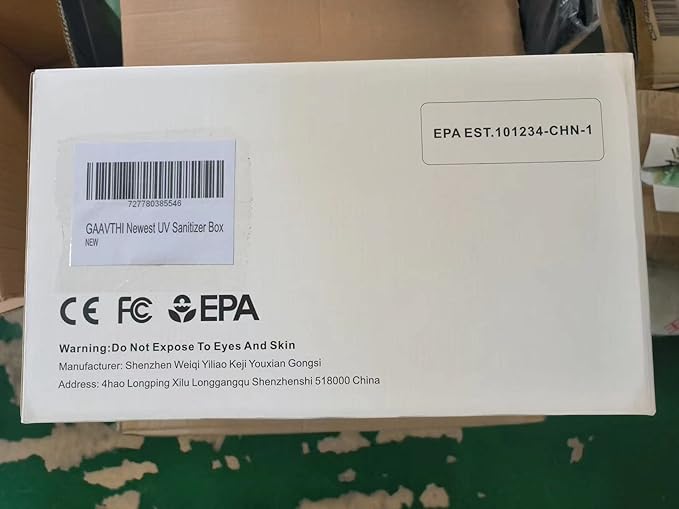 EPA EST.101234-CHN-1
727780385546
GAAVTHI Newest UV Sanitizer Box
NEW
CE FC EPA
Warning:Do Not Expose To Eyes And Skin
Manufacturer: Shenzhen Weiqi Yiliao Keji Youxian Gongsi
Address: 4hao Longping Xilu Longgangqu Shenzhenshi 518000 China